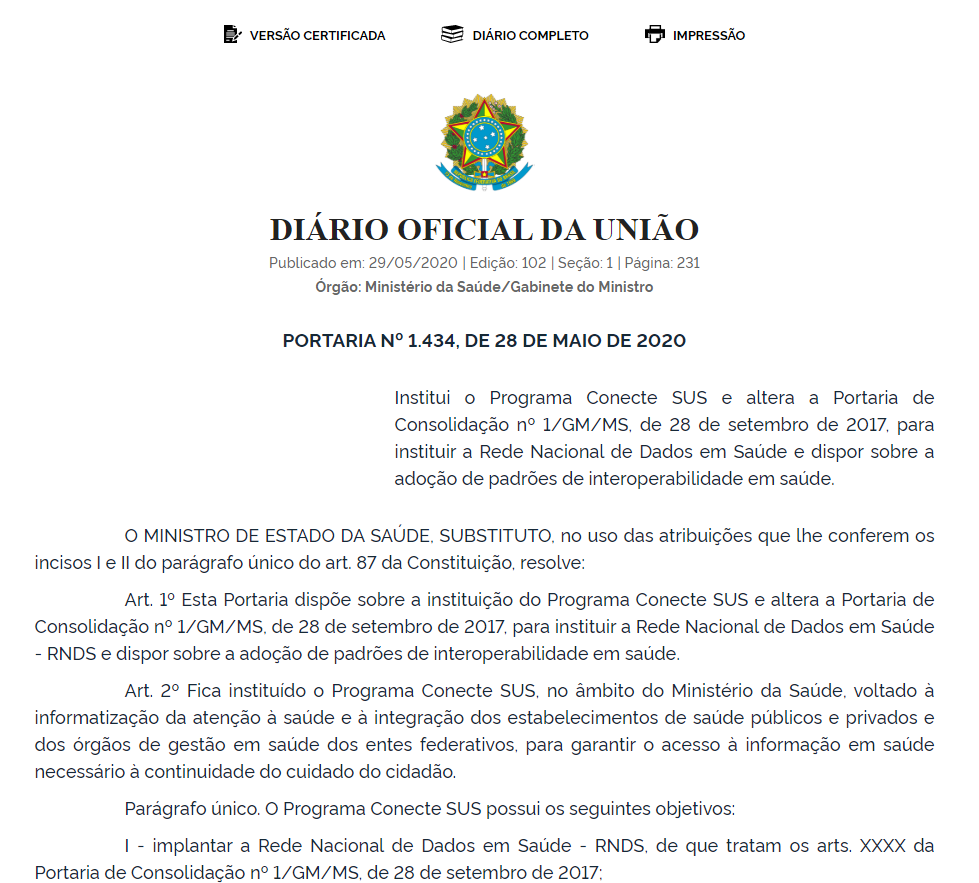 VERSÃO CERTIFICADA DIÁRIO COMPLETO IMPRESSÃO
DIÁRIO OFICIAL DA UNIÃO
Publicado em: 29/05/2020 | Edição: 102 | Seção: 1 | Página: 231
Órgão: Ministério da Saúde/Gabinete do Ministro
PORTARIA Nº 1.434, DE 28 DE MAIO DE 2020
Institui o Programa Conecte SUS e altera a Portaria de
Consolidação nº 1/GM/MS, de 28 de setembro de 2017, para
instituir a Rede Nacional de Dados em Saúde e dispor sobre a
adoção de padrões de interoperabilidade em saúde.
O MINISTRO DE ESTADO DA SAÚDE, SUBSTITUTO, no uso das atribuições que lhe conferem os
incisos I e II do parágrafo único do art. 87 da Constituição, resolve:
Art. 1º Esta Portaria dispõe sobre a instituição do Programa Conecte SUS e altera a Portaria de
Consolidação nº 1/GM/MS, de 28 de setembro de 2017, para instituir a Rede Nacional de Dados em Saúde
- RNDS e dispor sobre a adoção de padrões de interoperabilidade em saúde.
Art. 2º Fica instituído o Programa Conecte SUS, no âmbito do Ministério da Saúde, voltado à
informatização da atenção à saúde e à integração dos estabelecimentos de saúde públicos e privados e
dos órgãos de gestão em saúde dos entes federativos, para garantir o acesso à informação em saúde
necessário à continuidade do cuidado do cidadão.
Parágrafo único. O Programa Conecte SUS possui os seguintes objetivos:
I - implantar a Rede Nacional de Dados em Saúde - RNDS, de que tratam os arts. XXXX da
Portaria de Consolidação nº 1/GM/MS, de 28 de setembro de 2017;